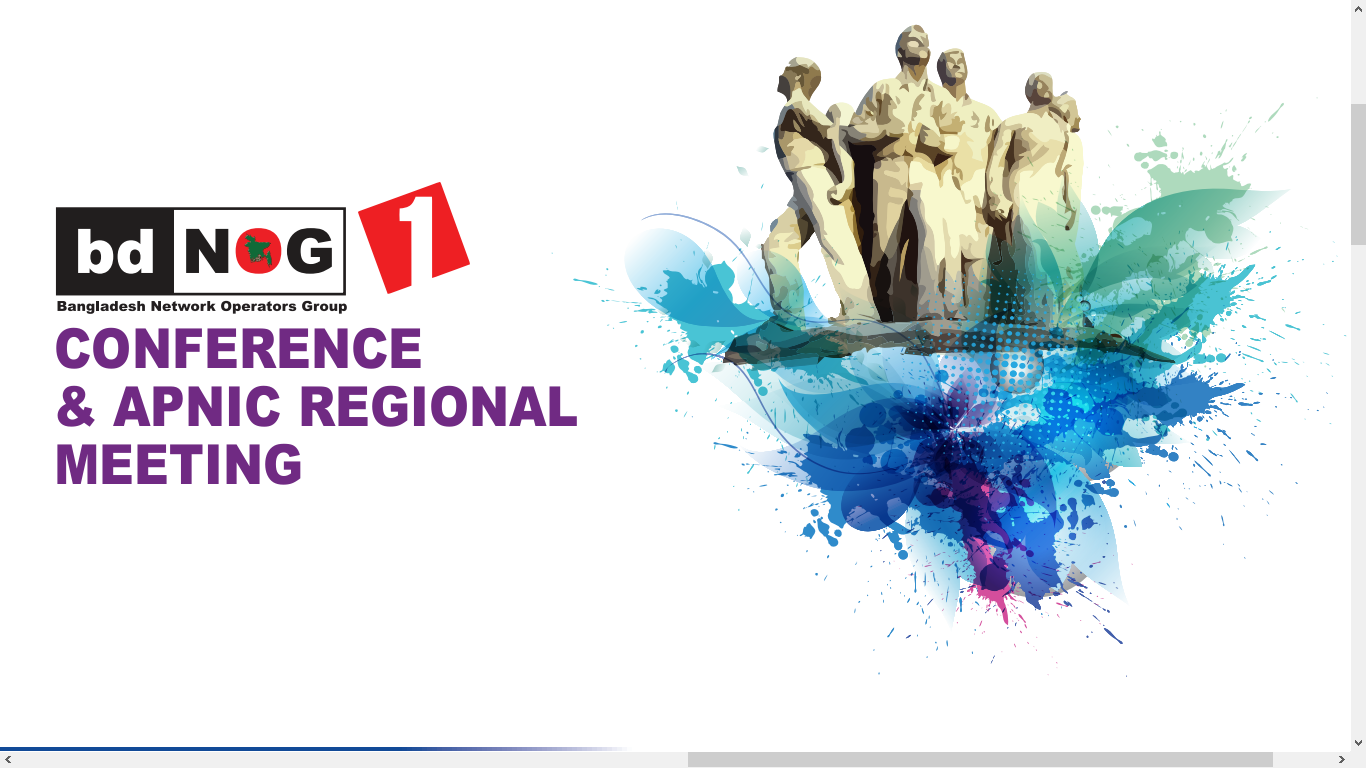 bd NOG 1
Bangladesh Network Operators Group
CONFERENCE
& APNIC REGIONAL
MEETING